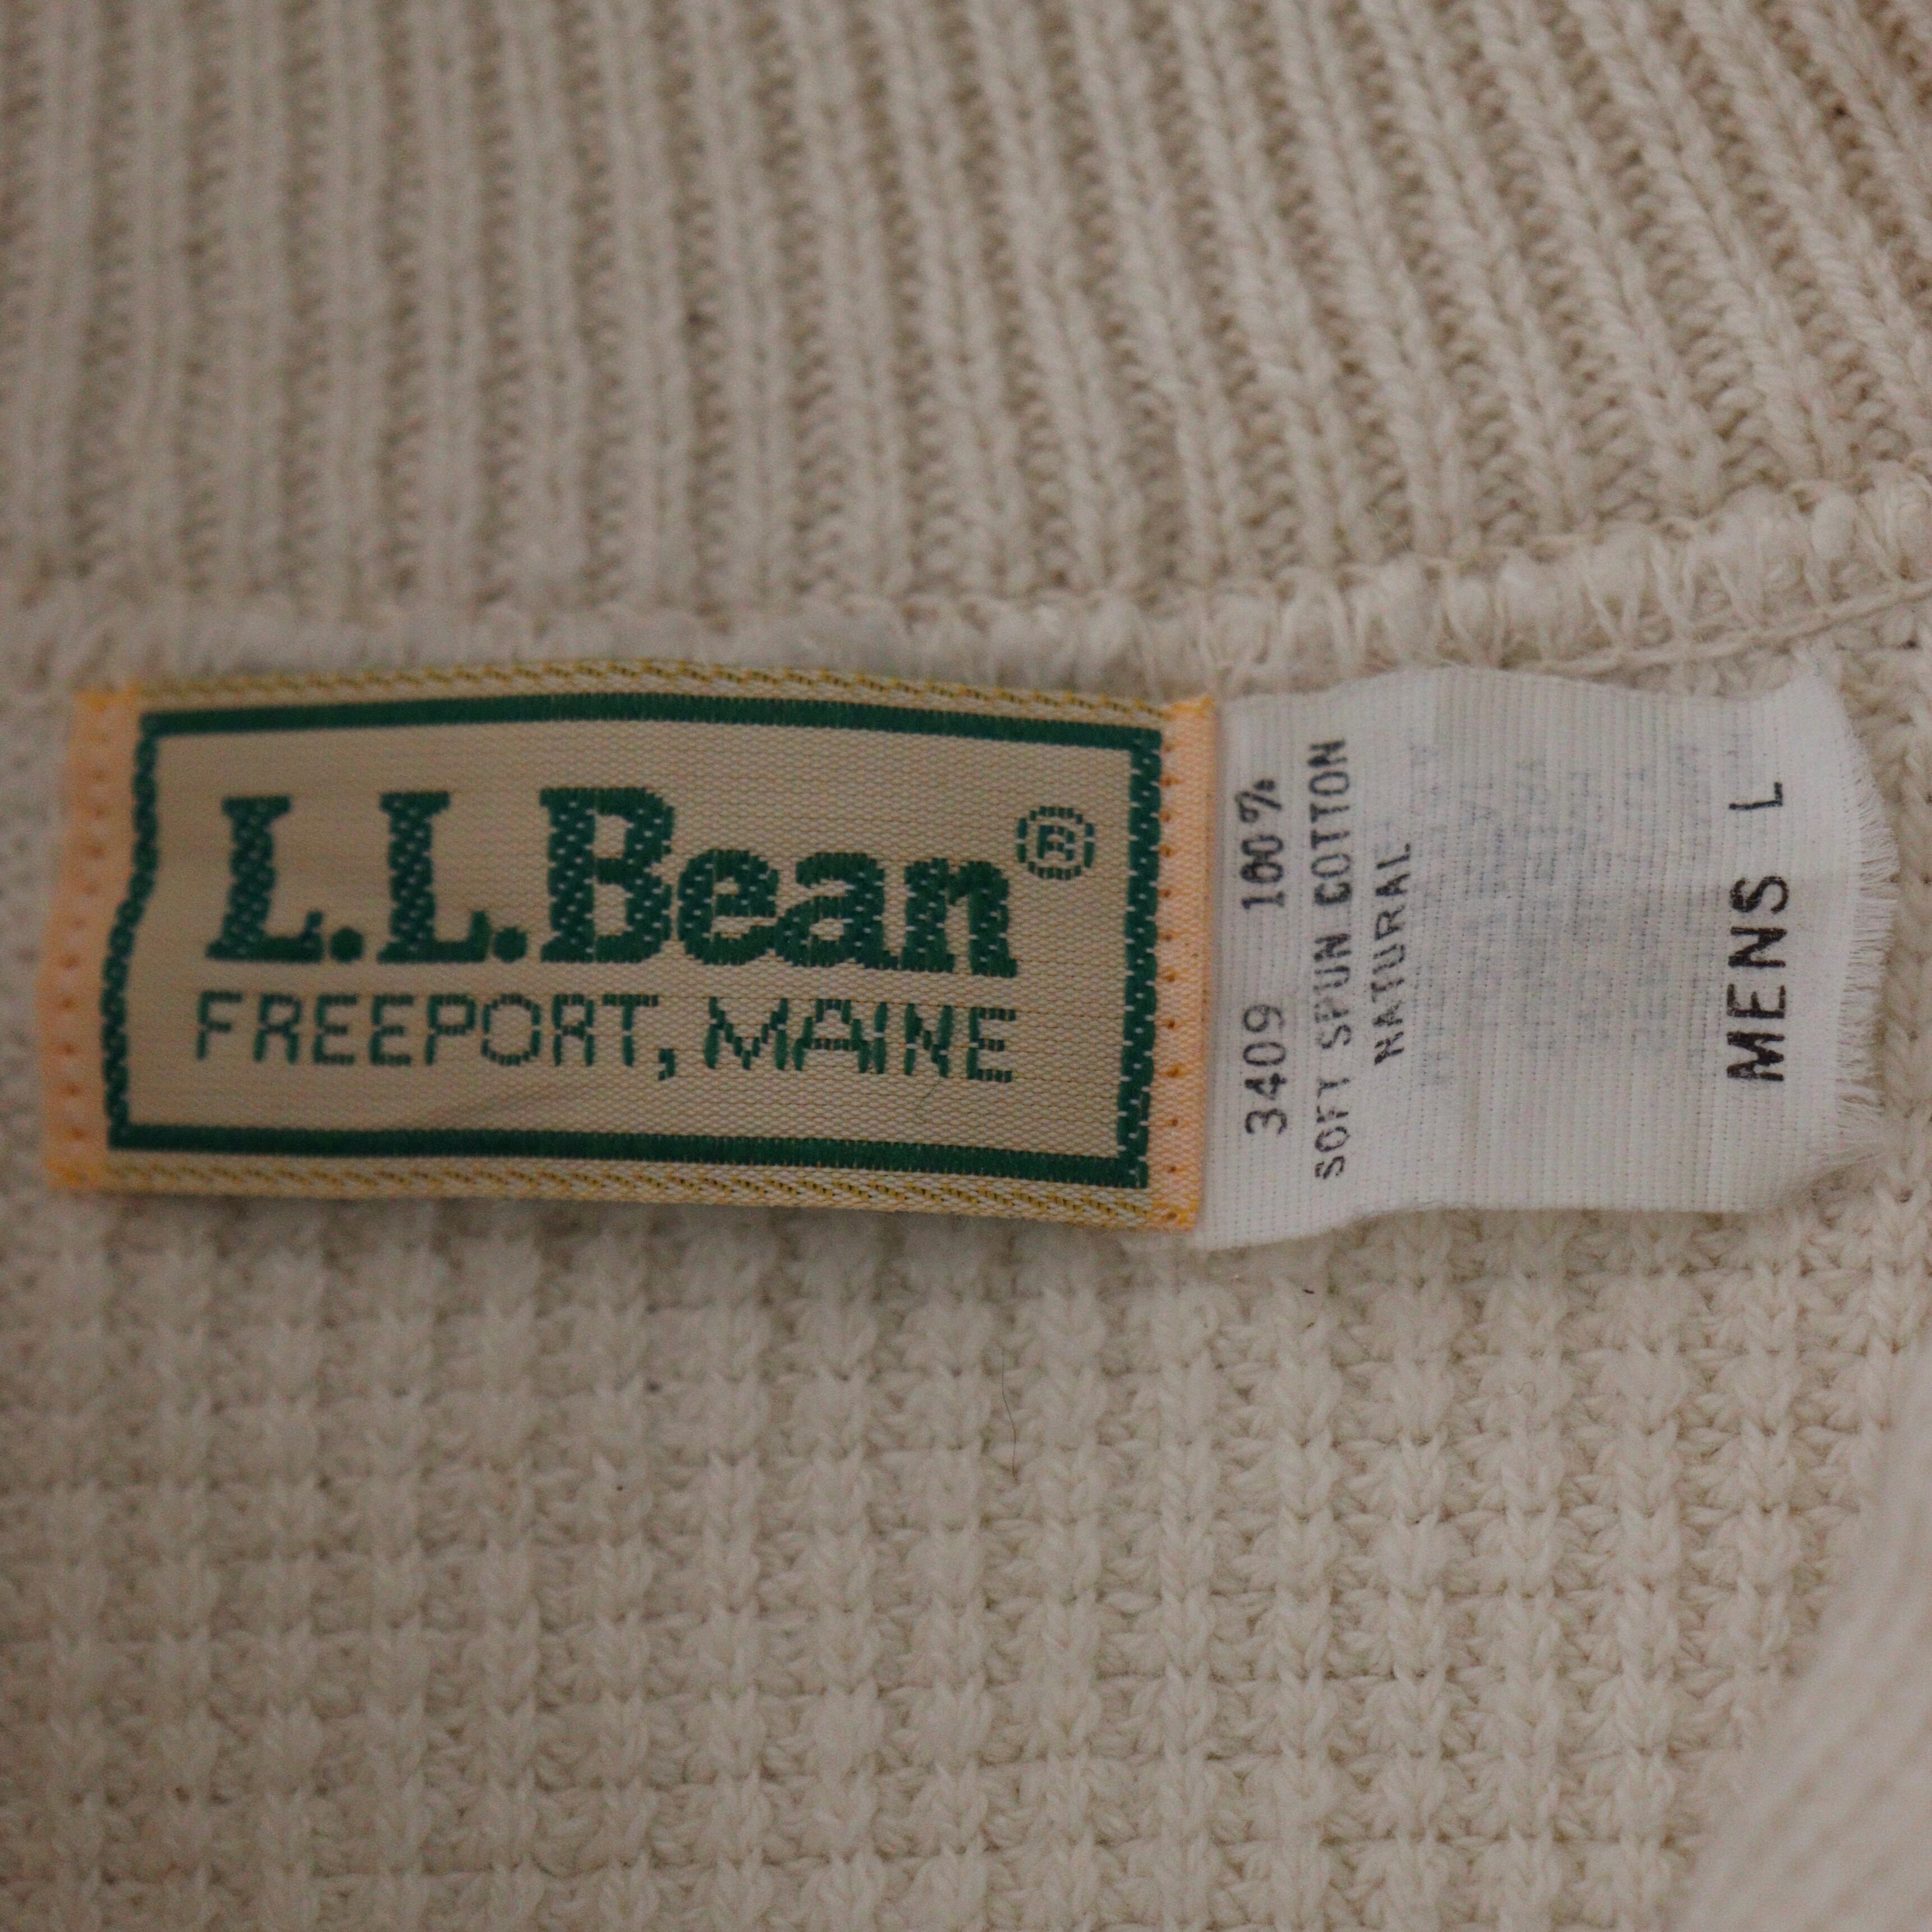 L.L.Bean®
FREEPORT, MAINE
3409 100%
SOFT SPUN COTTON
NATURAL
MENS L